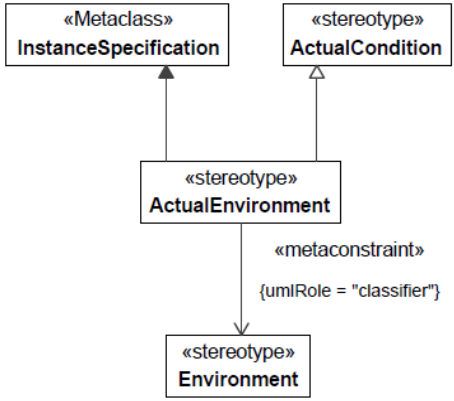 «Metaclass»
InstanceSpecification
«stereotype»
ActualCondition
«stereotype»
ActualEnvironment
«metaconstraint»
{umlRole = "classifier"}
«stereotype»
Environment